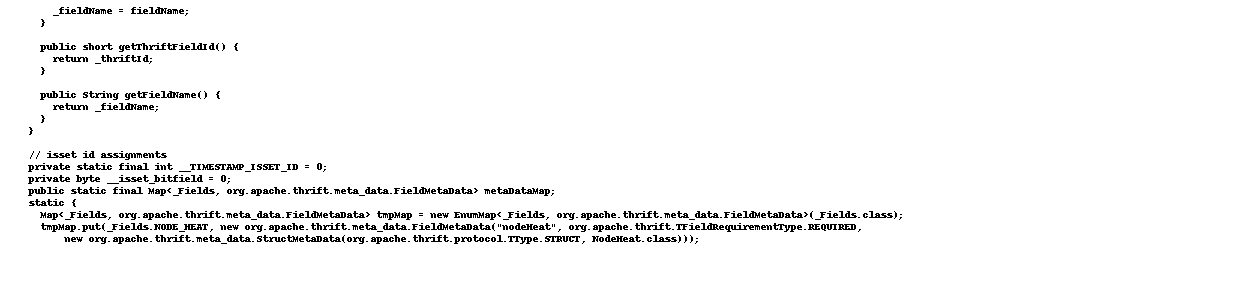 _fieldName = fieldName;
}
public short getThriftFieldId() {
return _thriftId;
}
public String getFieldName() {
return _fieldName;
}
}
// isset id assignments
private static final int __TIMESTAMP_ISSET_ID = 0;
private byte __isset_bitfield = 0;
public static final Map<_Fields, org.apache.thrift.meta_data.FieldMetaData> metaDataMap;
static {
Map<_Fields, org.apache.thrift.meta_data.FieldMetaData> tmpMap = new EnumMap<_Fields, org.apache.thrift.meta_data.FieldMetaData>(_Fields.class);
tmpMap.put(_Fields.NODE_HEAT, new org.apache.thrift.meta_data.FieldMetaData("nodeHeat", org.apache.thrift.TFieldRequirementType.REQUIRED,
new org.apache.thrift.meta_data.StructMetaData(org.apache.thrift.protocol.TType.STRUCT, NodeHeat.class)));